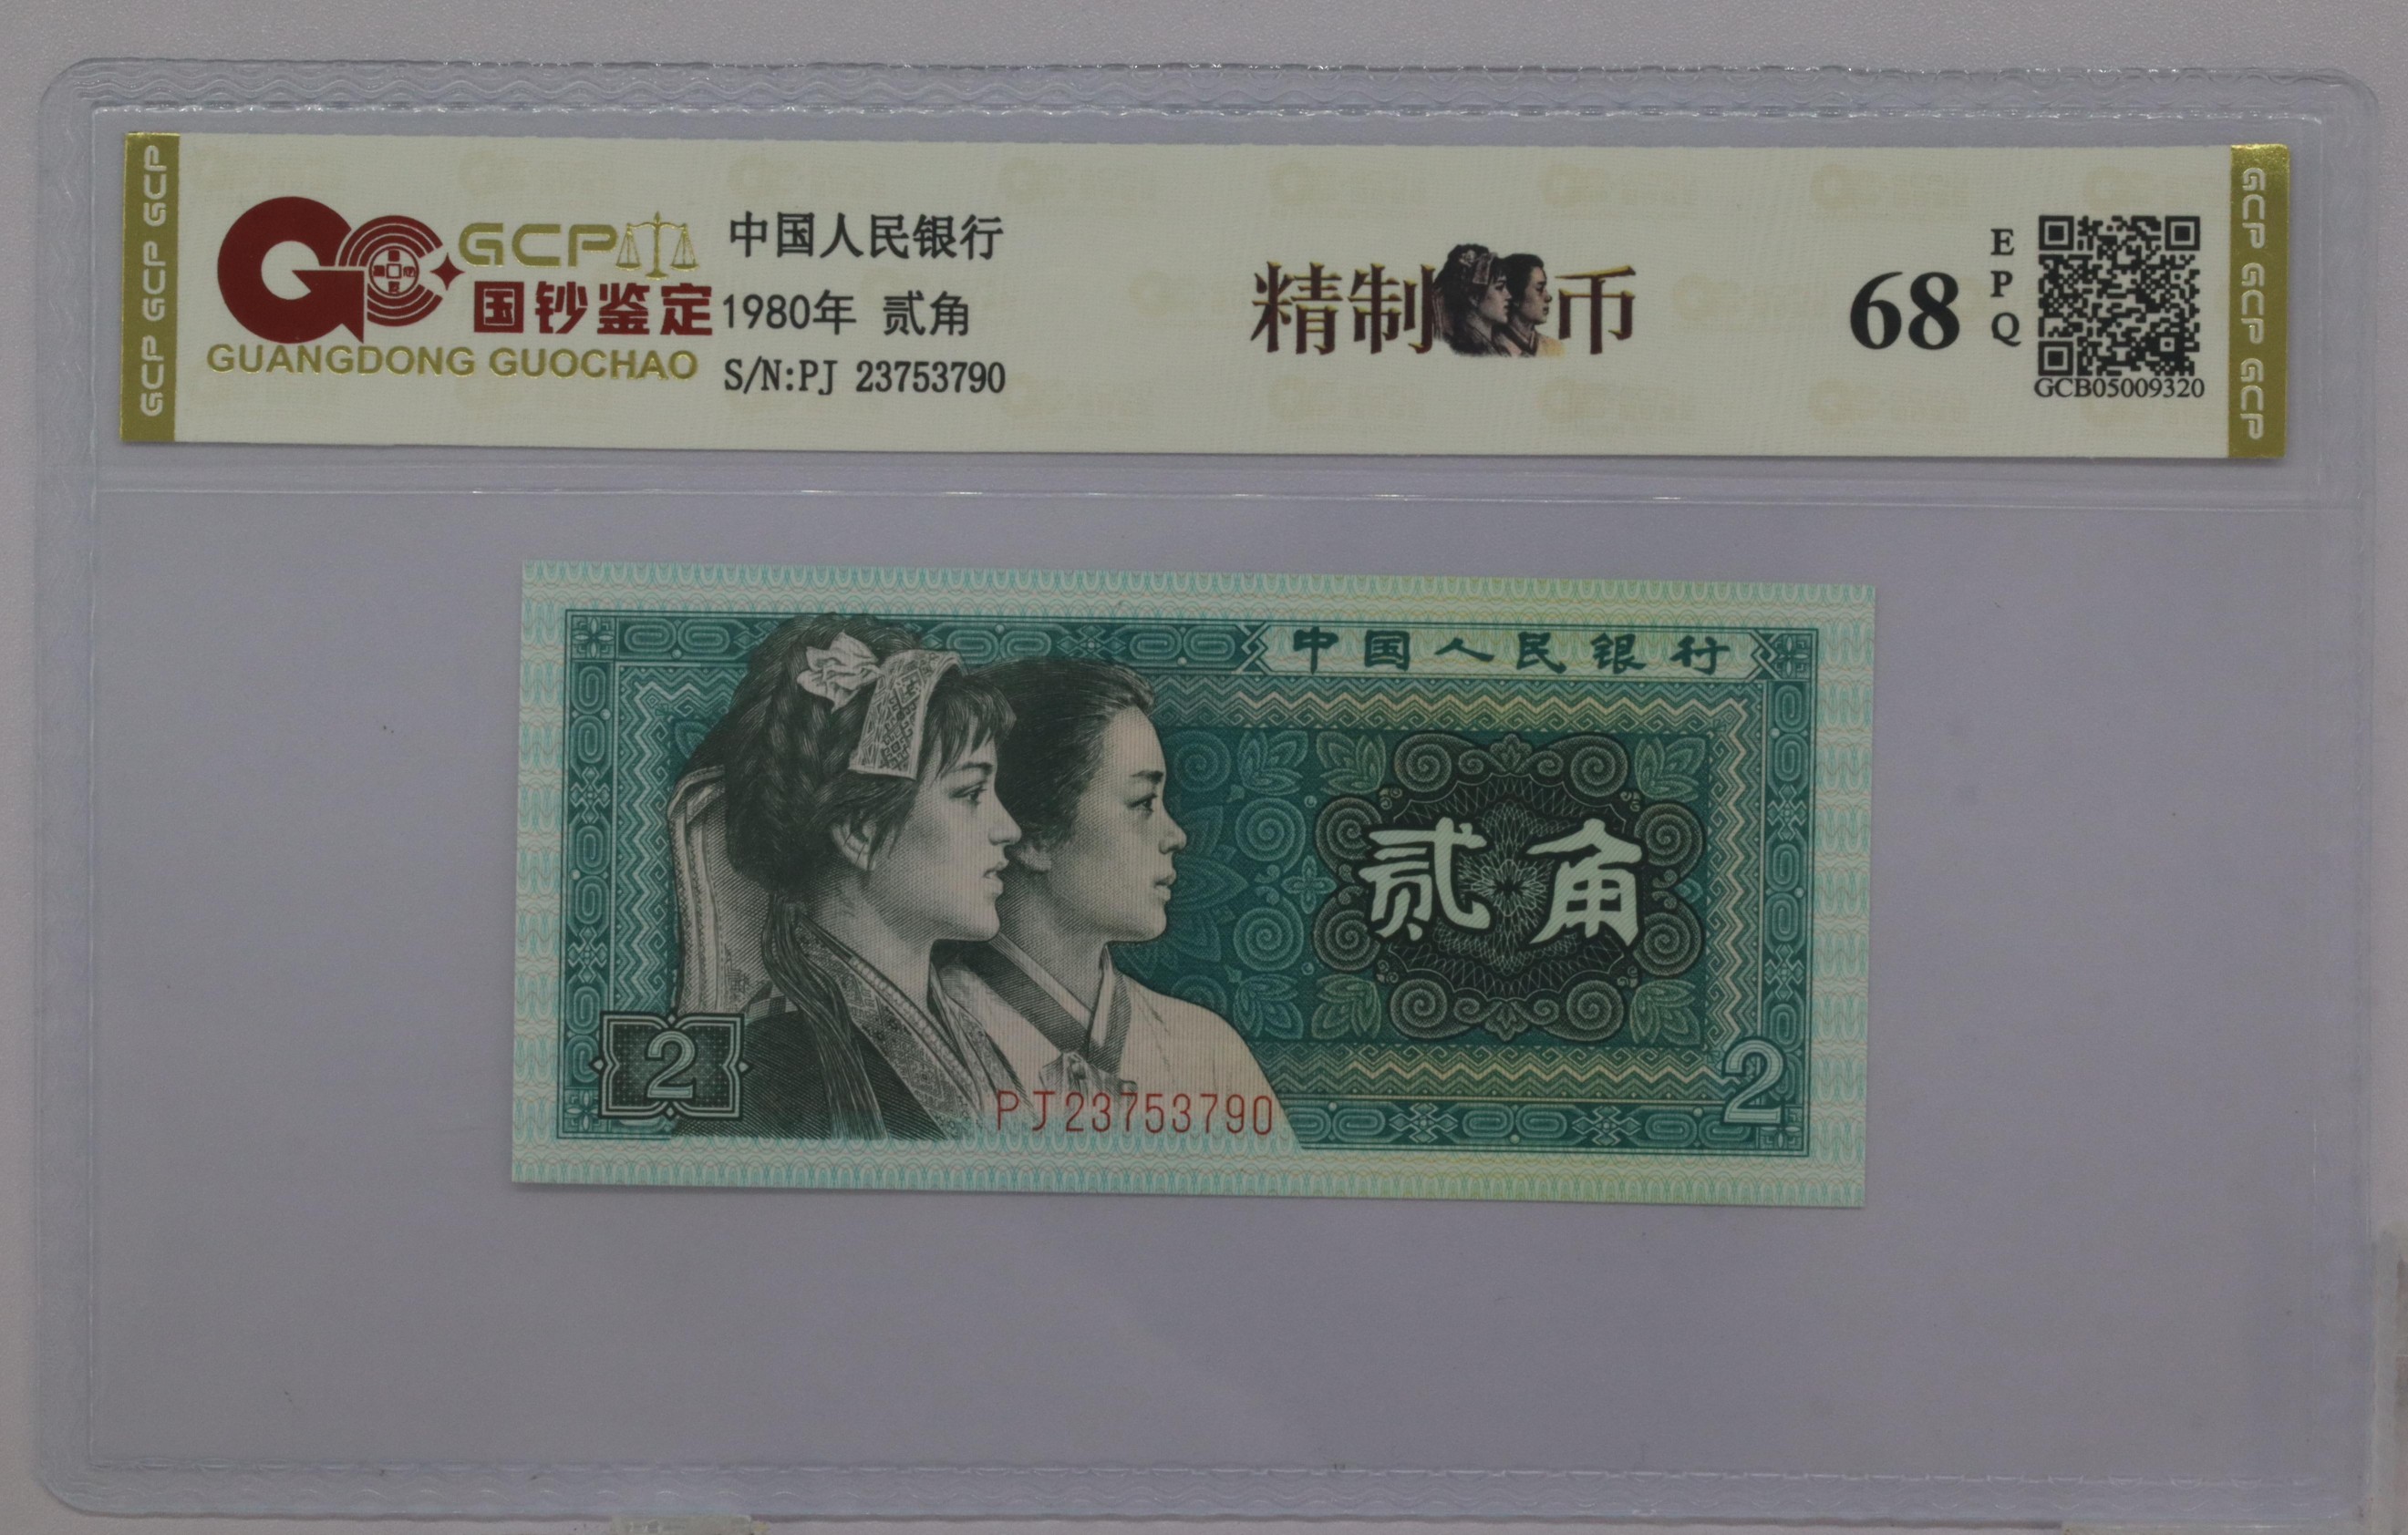 GCP GCP GCP
GCP
国钞鉴定
GUANGDONG GUOCHAO
中国人民银行
1980年 贰角
S/N:PJ 23753790
精制币
68
EPQ
GCB05009320
GCP GCP GCP
中国人民银行
贰角
2
2
PJ23753790